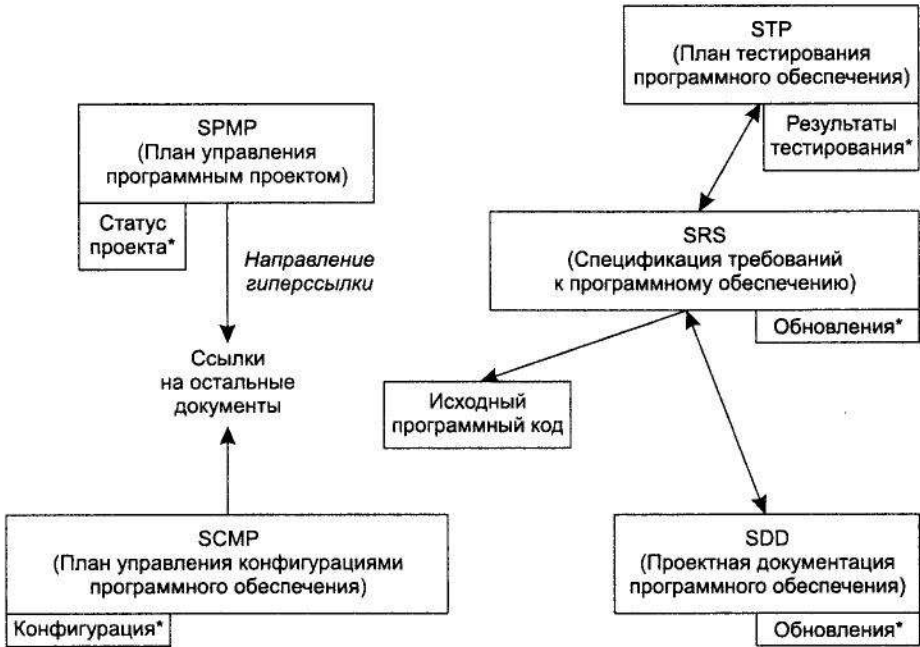 STP
(План тестирования
программного обеспечения)
Результаты
тестирования*
SPMP
(План управления
программным проектом)
Статус
проекта*
Направление
гиперссылки
SRS
(Спецификация требований
к программному обеспечению)
Обновления*
Ссылки
на остальные
документы
Исходный
программный код
SCMP
(План управления конфигурациями
программного обеспечения)
Конфигурация*
SDD
(Проектная документация
программного обеспечения)
Обновления*